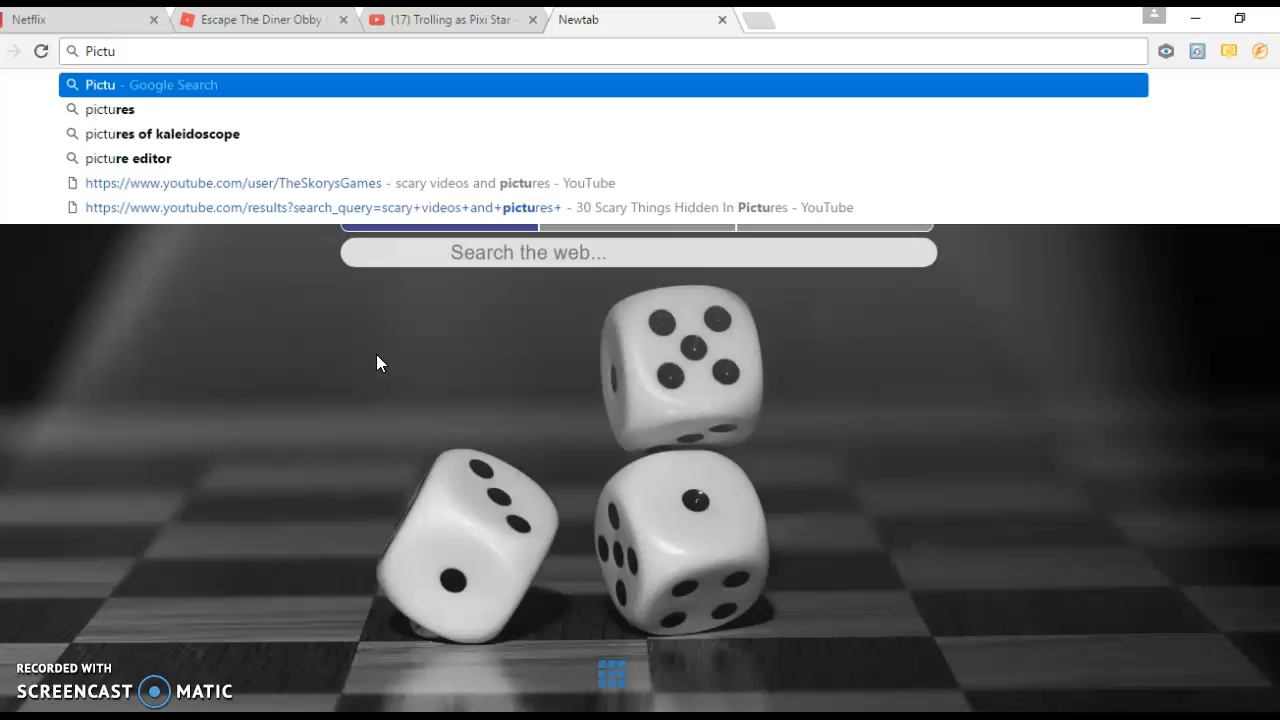 Netflix
Escape The Diner Obby
(17) Trolling as Pixi Star
Newtab
Pictu
Pictu - Google Search
pictures
pictures of kaleidoscope
picture editor
https://www.youtube.com/user/TheSkorysGames - scary videos and pictures - YouTube
https://www.youtube.com/results?search_query=scary+videos+and+pictures+ - 30 Scary Things Hidden In Pictures - YouTube
Search the web...
RECORDED WITH
SCREENCAST MATIC